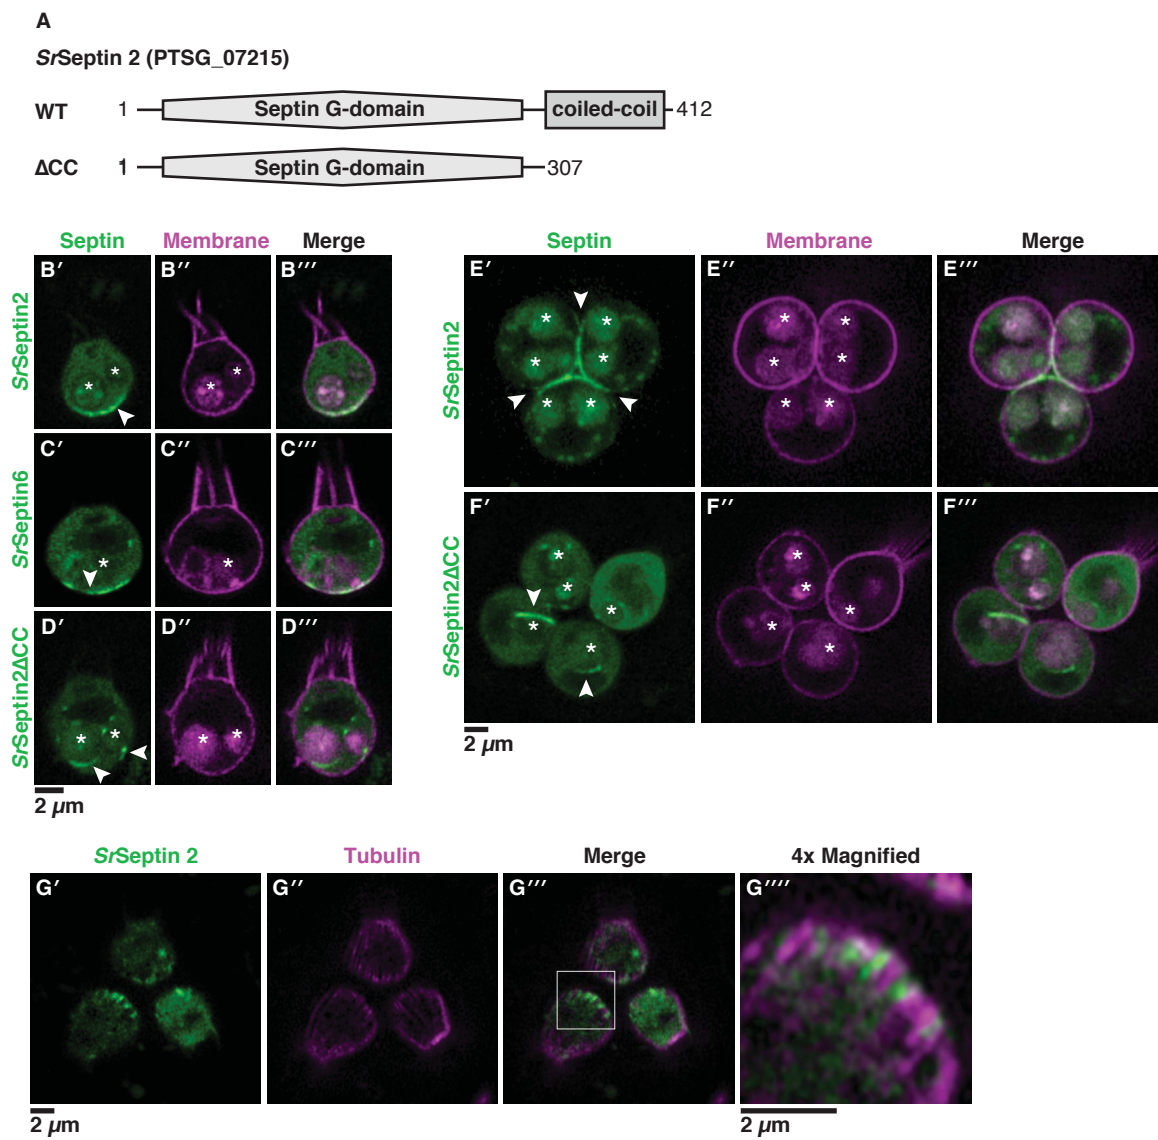 A
SrSeptin 2 (PTSG_07215)
WT 1 Septin G-domain coiled-coil 412
ΔCC 1 Septin G-domain 307
Septin Membrane Merge
SrSeptin2 B′ B″ B‴
* * * *
SrSeptin6 C′ C″ C‴
* *
SrSeptin2ΔCC D′ D″ D‴
* * * *
2 µm
Septin Membrane Merge
SrSeptin2 E′ E″ E‴
* * * *
* * * *
* * * *
SrSeptin2ΔCC F′ F″ F‴
* *
* *
* *
* *
* *
2 µm
SrSeptin 2 Tubulin Merge 4x Magnified
G′ G″ G‴ G⁗
2 µm 2 µm